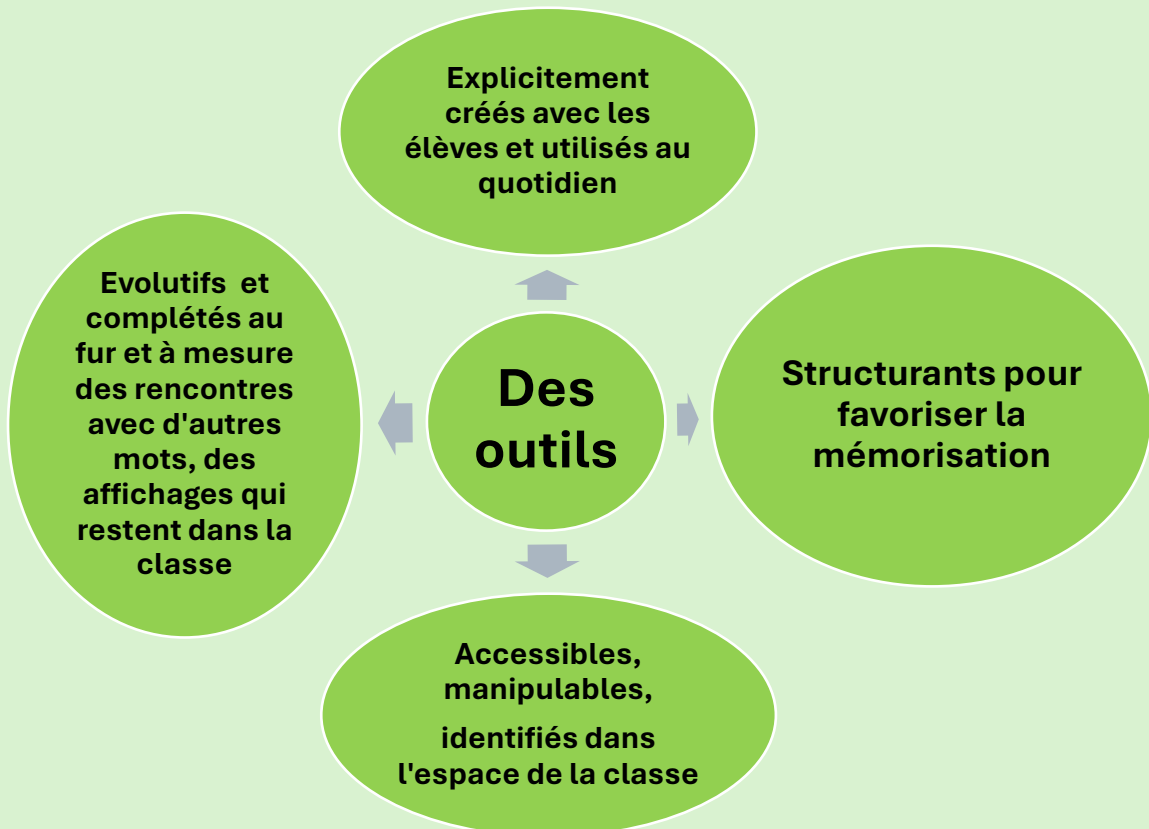 Explicitement
créés avec les
élèves et utilisés au
quotidien
Evolutifs et
complétés au
fur et à mesure
des rencontres
avec d'autres
mots, des
affichages qui
restent dans la
classe
Des
outils
Structurants pour
favoriser la
mémorisation
Accessibles,
manipulables,
identifiés dans
l'espace de la classe